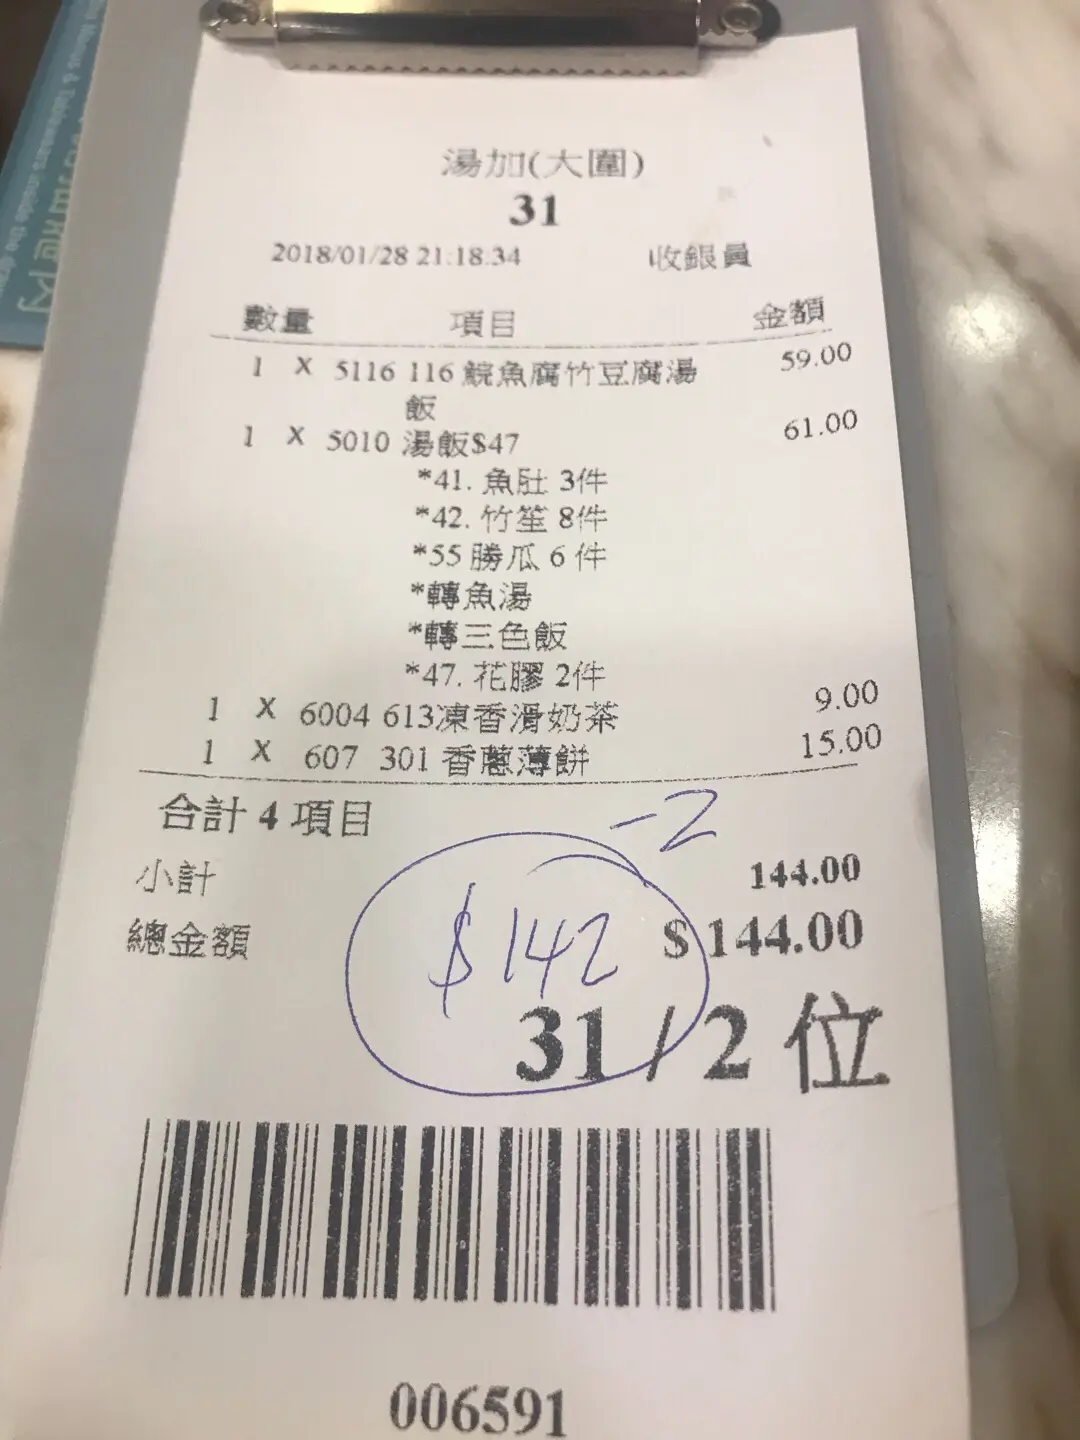 湯加(大圍)
31
2018/01/28 21:18.34 收銀員
數量 項目 金額
1 X 5116 116 鯇魚腐竹豆腐湯 59.00
飯
1 X 5010 湯飯$47 61.00
*41. 魚肚 3件
*42. 竹笙 8件
*55 勝瓜 6 件
*轉魚湯
*轉三色飯
*47. 花膠 2件
1 X 6004 613凍香滑奶茶 9.00
1 X 607 301 香蔥薄餅 15.00
合計 4 項目
-2
小計 144.00
總金額 $ 144.00
$142
31 / 2 位
006591
Menus & Tablewares inside the